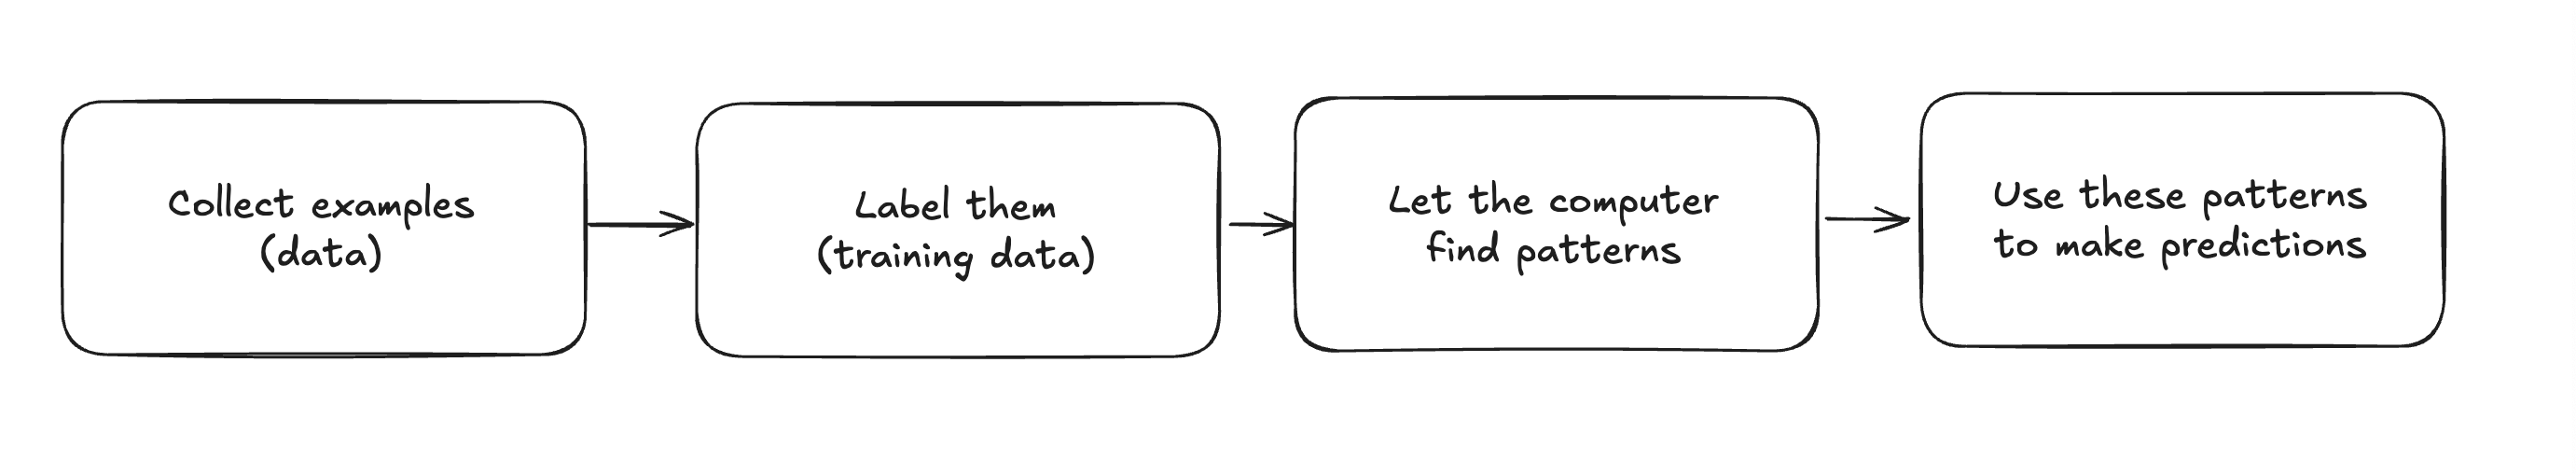 Collect examples
(data)
Label them
(training data)
Let the computer
find patterns
Use these patterns
to make predictions